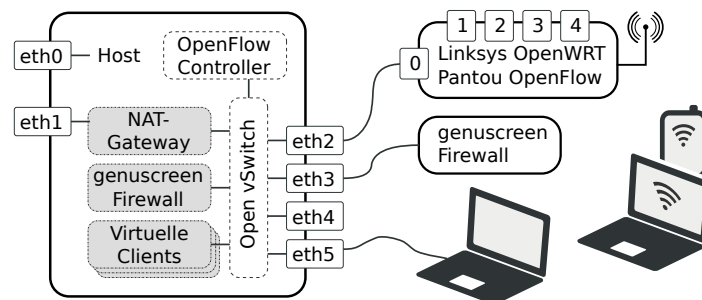 eth0
Host
OpenFlow
Controller
eth1
NAT-
Gateway
genuscreen
Firewall
Virtuelle
Clients
Open vSwitch
eth2
eth3
eth4
eth5
1 2 3 4
0
Linksys OpenWRT
Pantou OpenFlow
genuscreen
Firewall